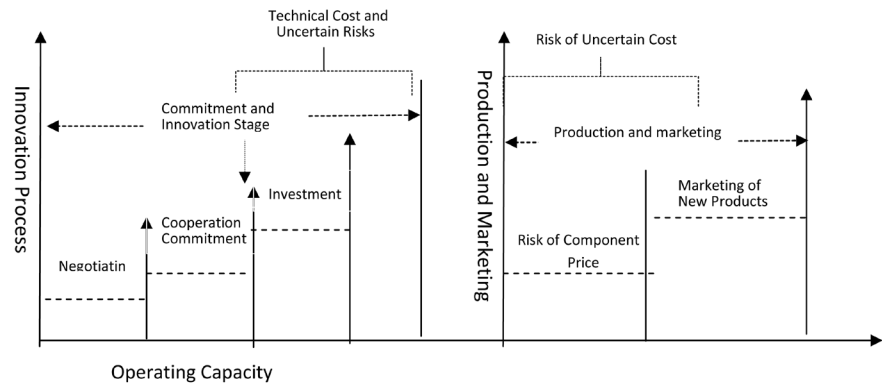 Technical Cost and
Uncertain Risks
Commitment and
Innovation Stage
Investment
Cooperation
Commitment
Negotiatin
Innovation Process
Operating Capacity
Risk of Uncertain Cost
Production and marketing
Marketing of
New Products
Risk of Component
Price
Production and Marketing